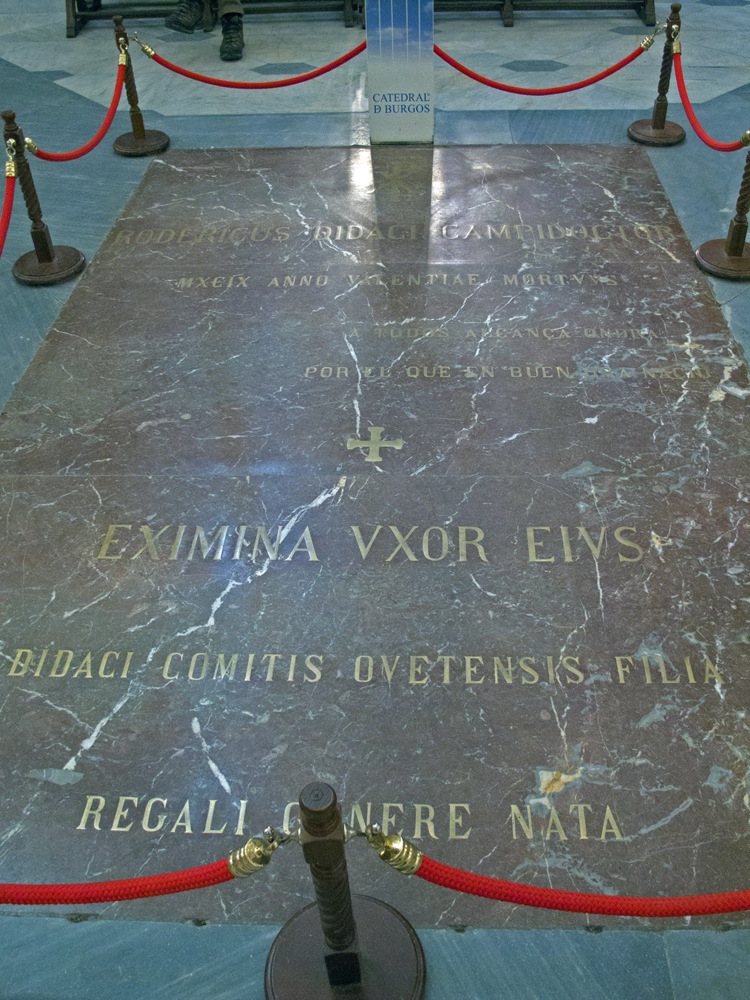 CATEDRAL
D BURGOS
RODERICUS DIDACI CAMPIDOCTOR
MXCIX ANNO VALENTIAE MORTVVS
A TODOS ALCANÇA ONDRA
POR EL QUE EN BUEN ORA NACIO
EXIMINA VXOR EIVS
DIDACI COMITIS OVETENSIS FILIA
REGALI GENERE NATA